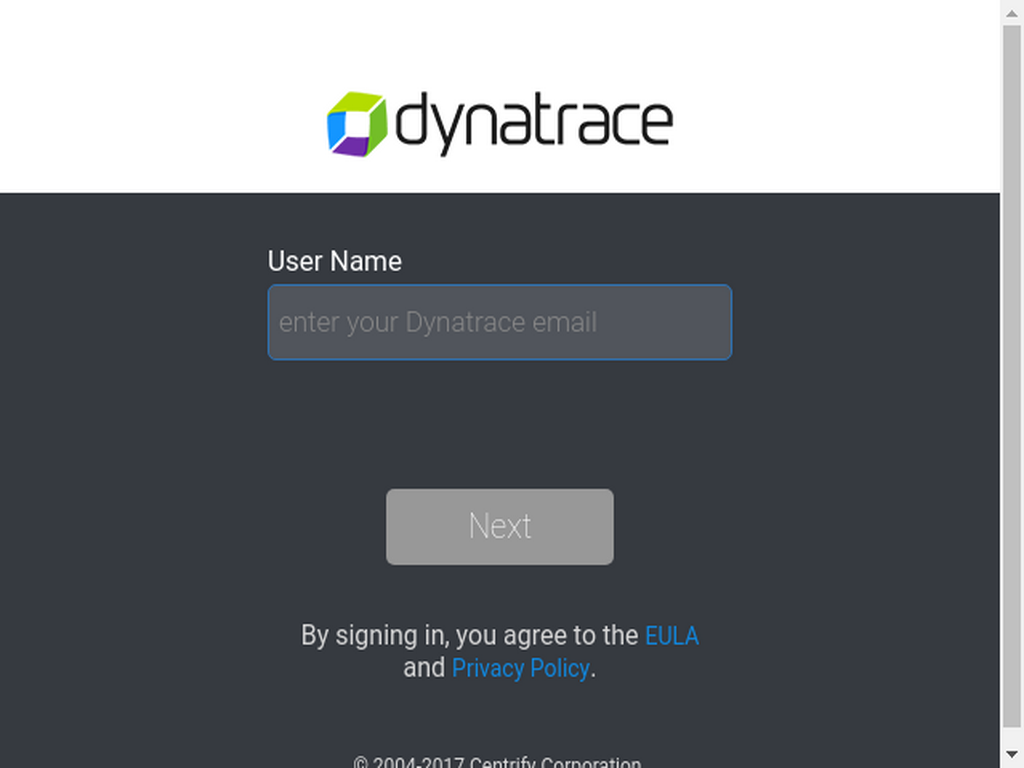 dynatrace
User Name
enter your Dynatrace email
Next
By signing in, you agree to the EULA
and Privacy Policy.
© 2004-2017 Centrify Corporation